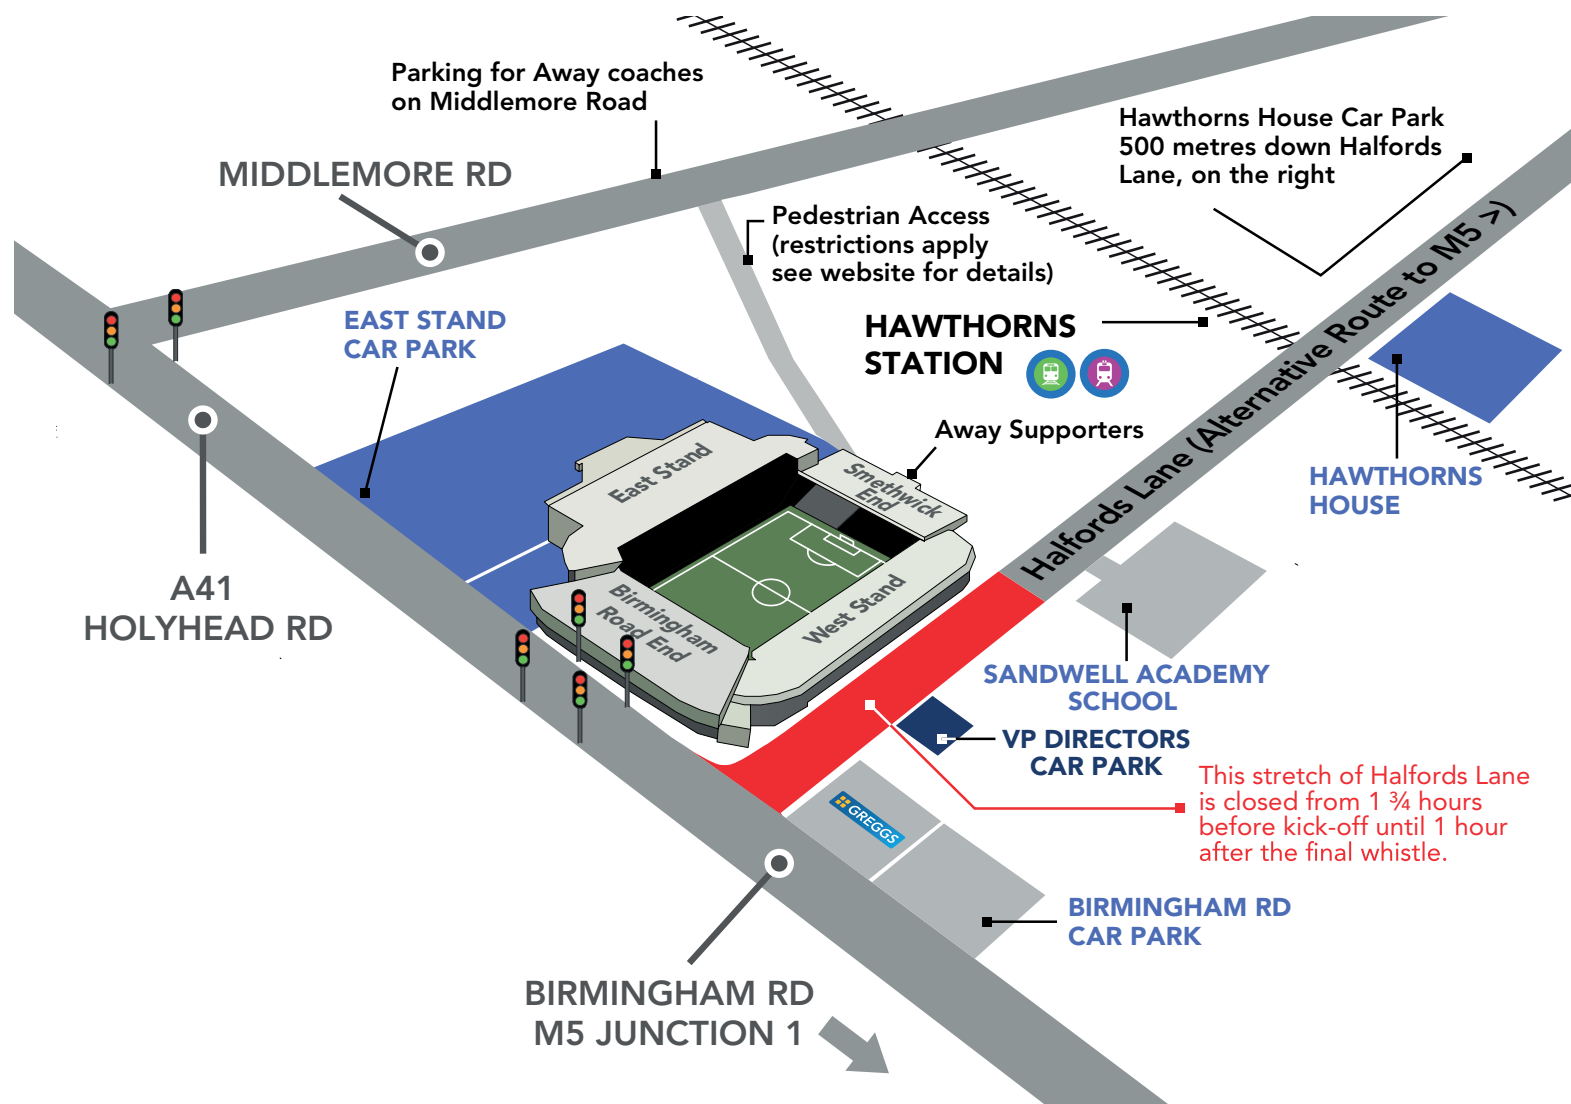 Parking for Away coaches
on Middlemore Road
MIDDLEMORE RD
Hawthorns House Car Park
500 metres down Halfords
Lane, on the right
Pedestrian Access
(restrictions apply
see website for details)
EAST STAND
CAR PARK
HAWTHORNS
STATION
Away Supporters
Halfords Lane (Alternative Route to M5 >)
HAWTHORNS
HOUSE
East Stand
Smethwick
End
A41
HOLYHEAD RD
Birmingham
Road End
West Stand
SANDWELL ACADEMY
SCHOOL
VP DIRECTORS
CAR PARK
This stretch of Halfords Lane
is closed from 1 ¾ hours
before kick-off until 1 hour
after the final whistle.
GREGGS
BIRMINGHAM RD
CAR PARK
BIRMINGHAM RD
M5 JUNCTION 1